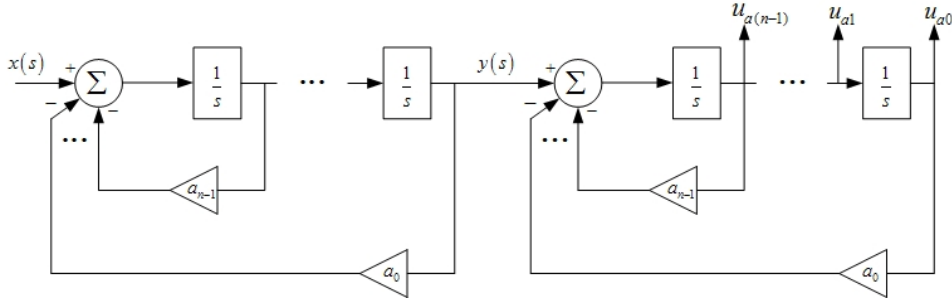 u_{a(n-1)} u_{a1} u_{a0}
x(s) + Σ 1/s ... 1/s y(s) + Σ 1/s ... 1/s
− − − −
... ...
a_{n-1} a_{n-1}
a_0 a_0